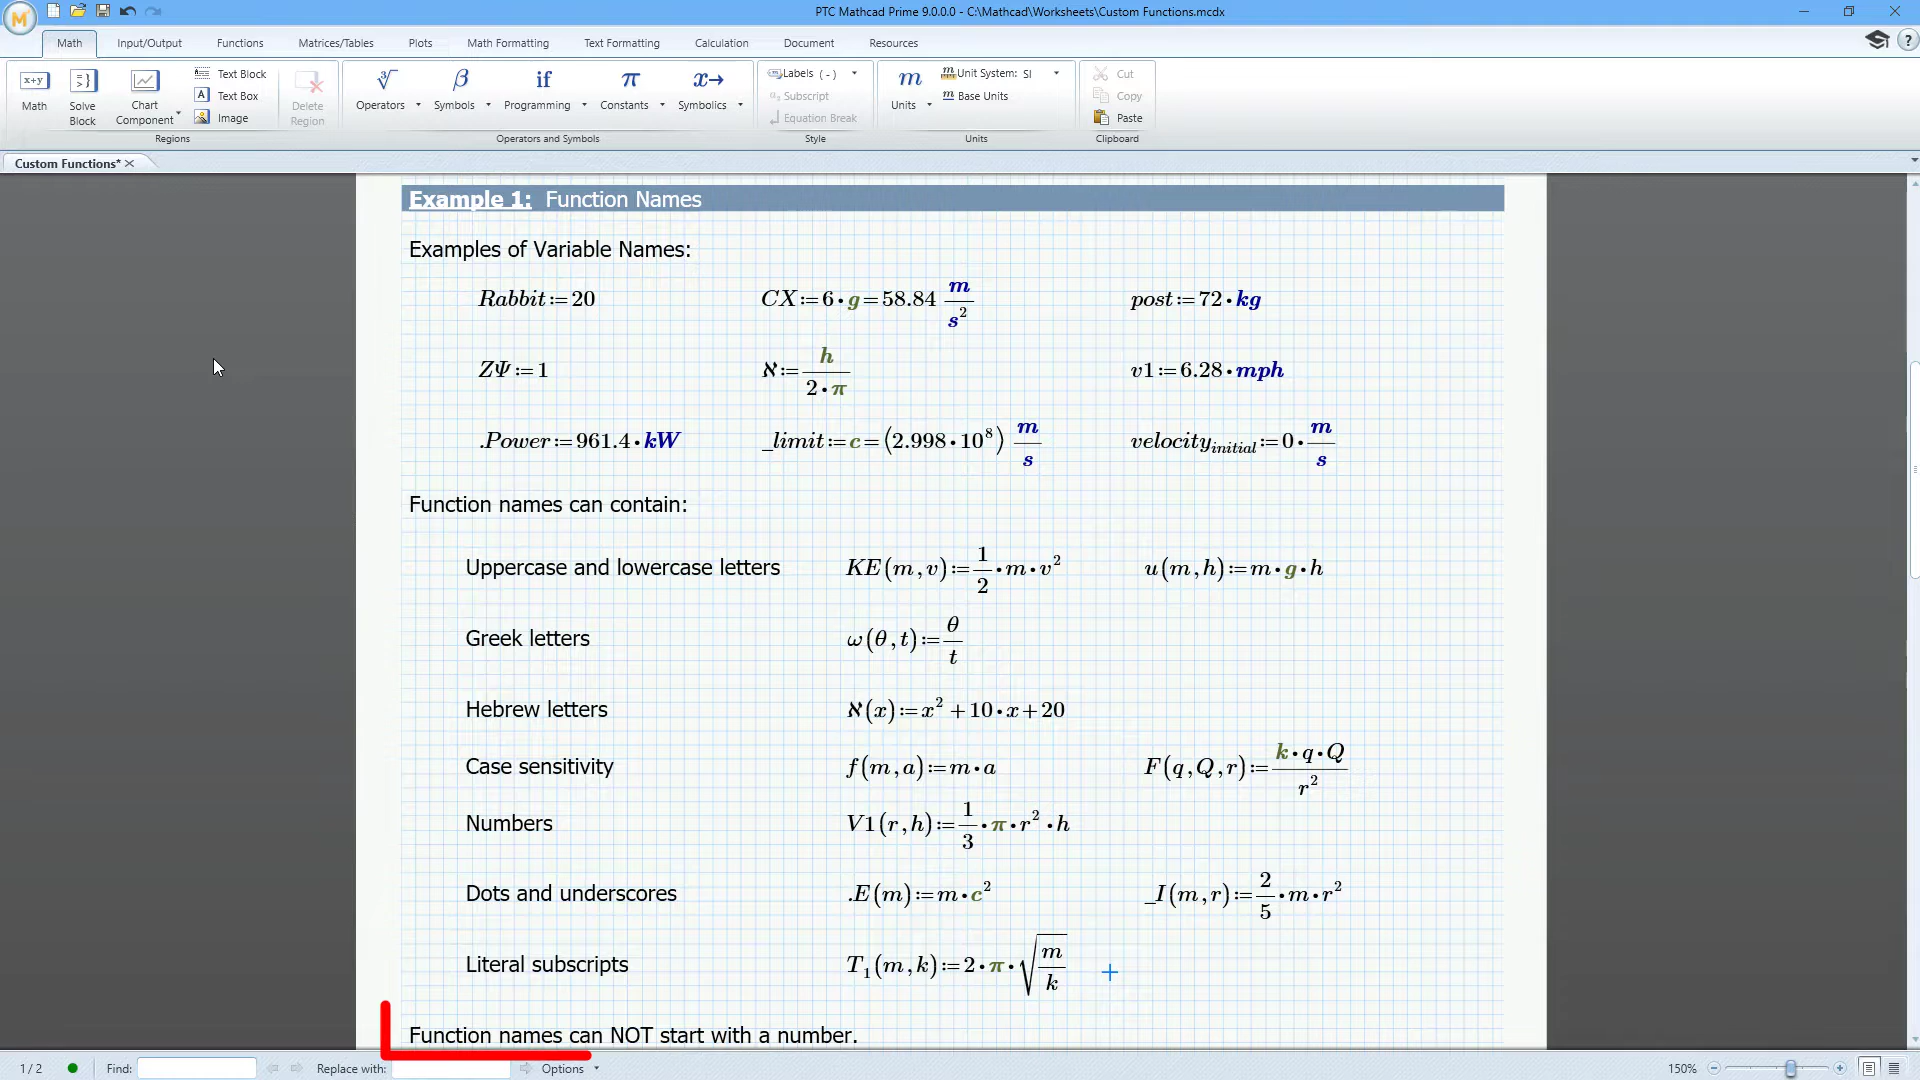 PTC Mathcad Prime 9.0.0.0 - C:\Mathcad\Worksheets\Custom Functions.mcdx
Math Input/Output Functions Matrices/Tables Plots Math Formatting Text Formatting Calculation Document Resources
Math
Solve Block
Chart Component
Text Block
Text Box
Image
Delete Region
Regions
Operators
Symbols
Programming
Constants
Symbolics
Operators and Symbols
Labels ( - )
Subscript
Equation Break
Style
Units
Unit System: SI
Base Units
Units
Cut
Copy
Paste
Clipboard
Custom Functions*
Example 1: Function Names
Examples of Variable Names:
Rabbit:=20 CX:=6·g=58.84 m/s² post:=72·kg
ZΨ:=1 ℵ:=h/(2·π) v1:=6.28·mph
.Power:=961.4·kW _limit:=c=(2.998·10⁸) m/s velocity_initial:=0·m/s
Function names can contain:
Uppercase and lowercase letters KE(m,v):=1/2·m·v² u(m,h):=m·g·h
Greek letters ω(θ,t):=θ/t
Hebrew letters ℵ(x):=x²+10·x+20
Case sensitivity f(m,a):=m·a F(q,Q,r):=k·q·Q/r²
Numbers V1(r,h):=1/3·π·r²·h
Dots and underscores .E(m):=m·c² _I(m,r):=2/5·m·r²
Literal subscripts T₁(m,k):=2·π·√(m/k)
Function names can NOT start with a number.
1 / 2 Find: Replace with: Options 150%